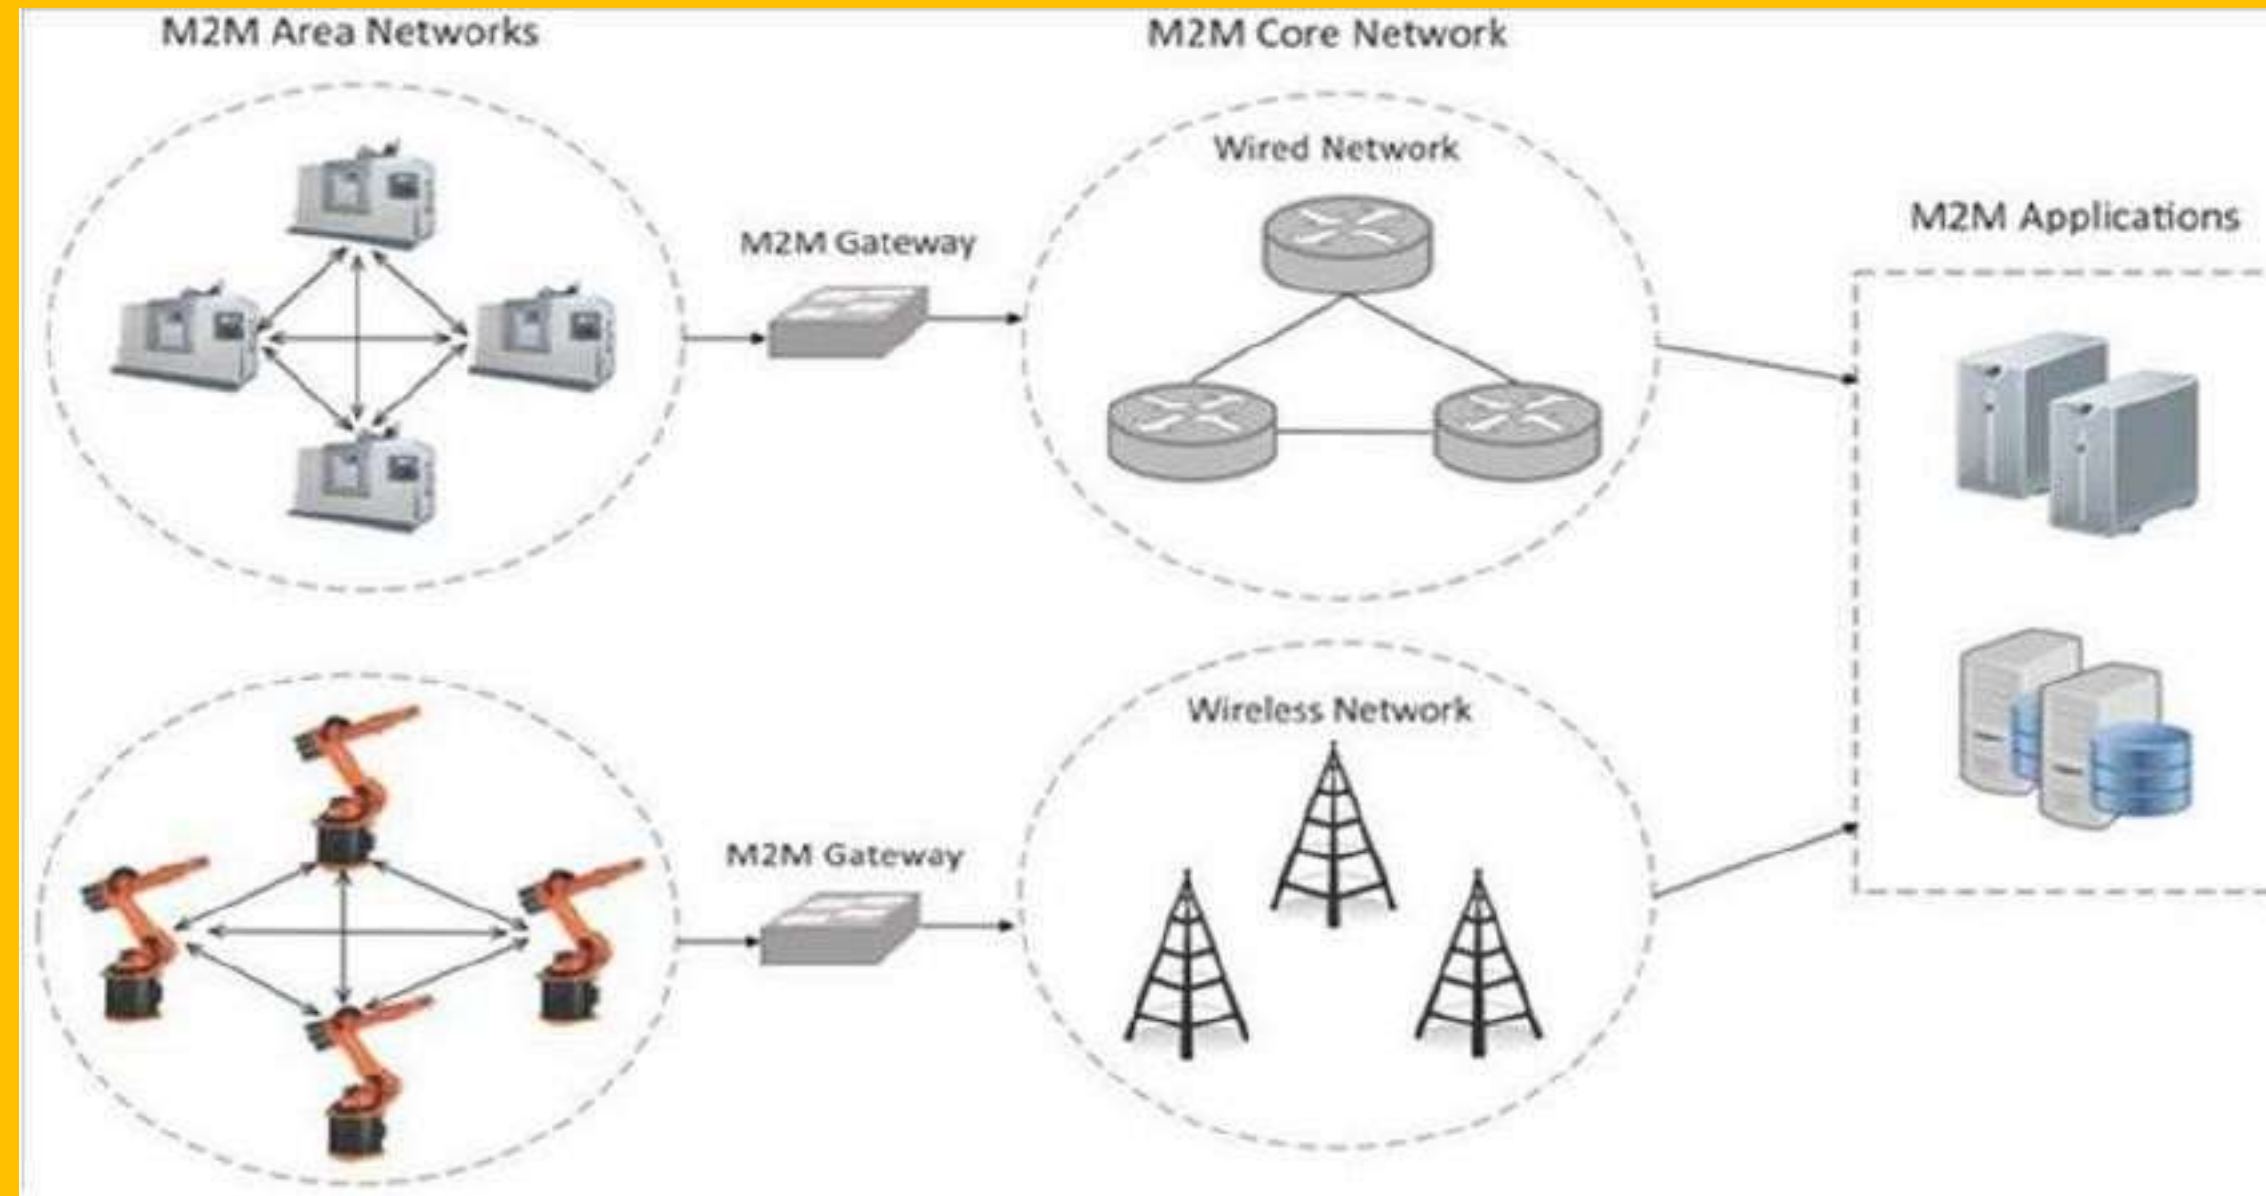 M2M Area Networks
M2M Core Network
Wired Network
M2M Gateway
M2M Applications
Wireless Network
M2M Gateway